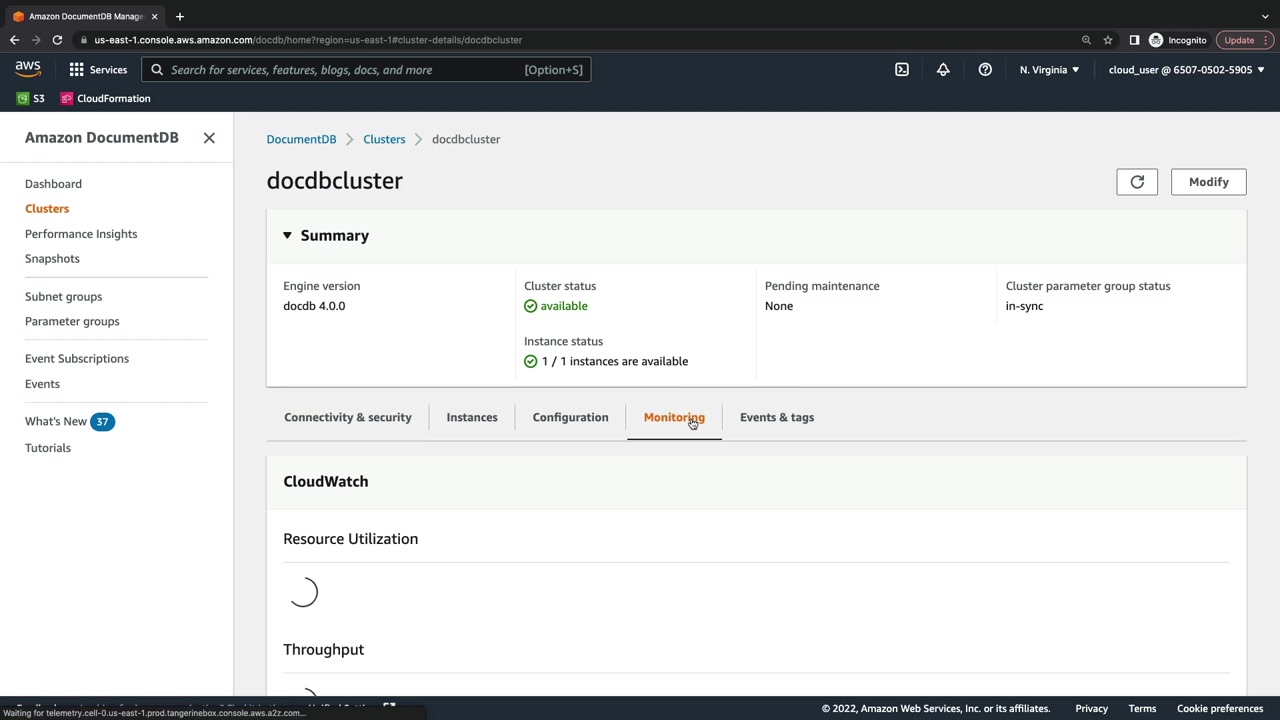 Amazon DocumentDB Manage
us-east-1.console.aws.amazon.com/docdb/home?region=us-east-1#cluster-details/docdbcluster
Incognito
Update
aws
Services
Search for services, features, blogs, docs, and more
[Option+S]
N. Virginia
cloud_user @ 6507-0502-5905
S3
CloudFormation
Amazon DocumentDB
Dashboard
Clusters
Performance Insights
Snapshots
Subnet groups
Parameter groups
Event Subscriptions
Events
What's New 37
Tutorials
DocumentDB
Clusters
docdbcluster
docdbcluster
Modify
Summary
Engine version
docdb 4.0.0
Cluster status
available
Instance status
1 / 1 instances are available
Pending maintenance
None
Cluster parameter group status
in-sync
Connectivity & security
Instances
Configuration
Monitoring
Events & tags
CloudWatch
Resource Utilization
Throughput
Waiting for telemetry.cell-0.us-east-1.prod.tangerinebox.console.aws.a2z.com...
© 2022, Amazon Web Services, Inc. or its affiliates.
Privacy
Terms
Cookie preferences